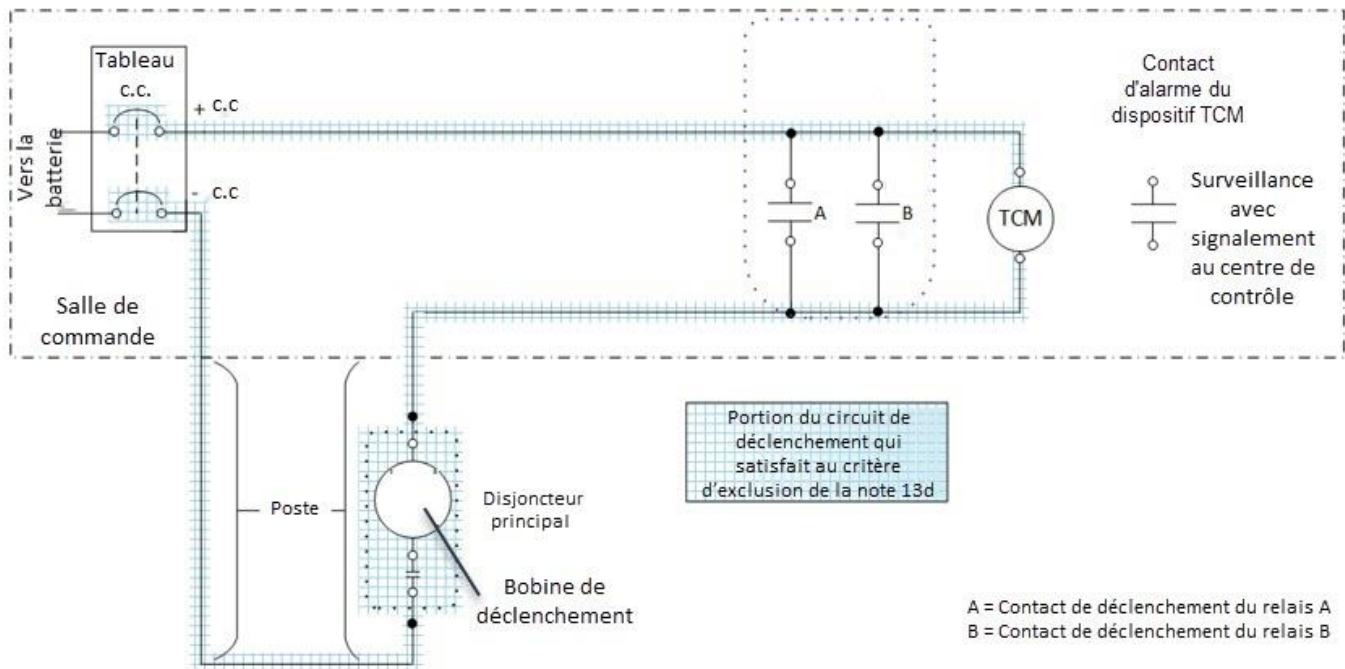 Tableau
c.c.
+ c.c
- c.c
Vers la
batterie
Salle de
commande
A
B
TCM
Contact
d'alarme du
dispositif TCM
Surveillance
avec
signalement
au centre de
contrôle
Poste
Disjoncteur
principal
Bobine de
déclenchement
Portion du circuit de
déclenchement qui
satisfait au critère
d'exclusion de la note 13d
A = Contact de déclenchement du relais A
B = Contact de déclenchement du relais B